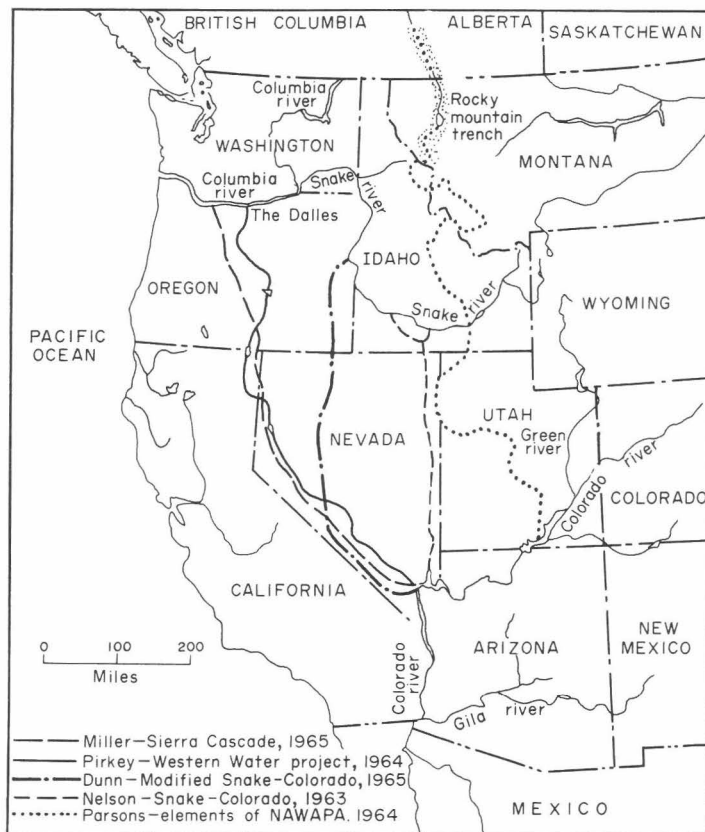 BRITISH COLUMBIA
ALBERTA
SASKATCHEWAN
Columbia
river
Rocky
mountain
trench
WASHINGTON
MONTANA
Columbia
river
Snake
river
The Dalles
IDAHO
OREGON
Snake
river
WYOMING
PACIFIC
OCEAN
UTAH
NEVADA
Green
river
Colorado
river
COLORADO
CALIFORNIA
NEW
MEXICO
ARIZONA
0 100 200
Miles
Colorado
river
Gila river
Miller–Sierra Cascade, 1965
Pirkey–Western Water project, 1964
Dunn–Modified Snake-Colorado, 1965
Nelson–Snake-Colorado, 1963
Parsons–elements of NAWAPA. 1964
MEXICO